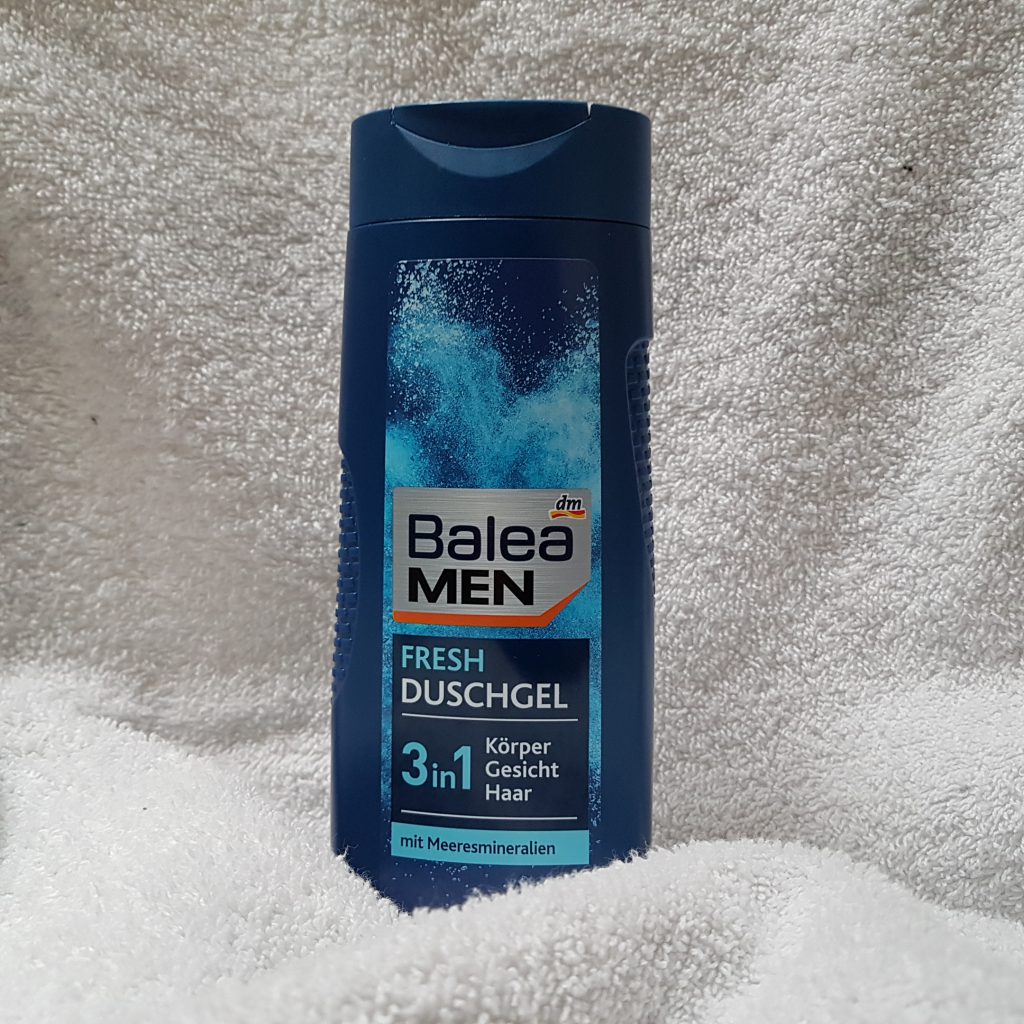 dm
Balea
MEN
FRESH
DUSCHGEL
3in1
Körper
Gesicht
Haar
mit Meeresmineralien